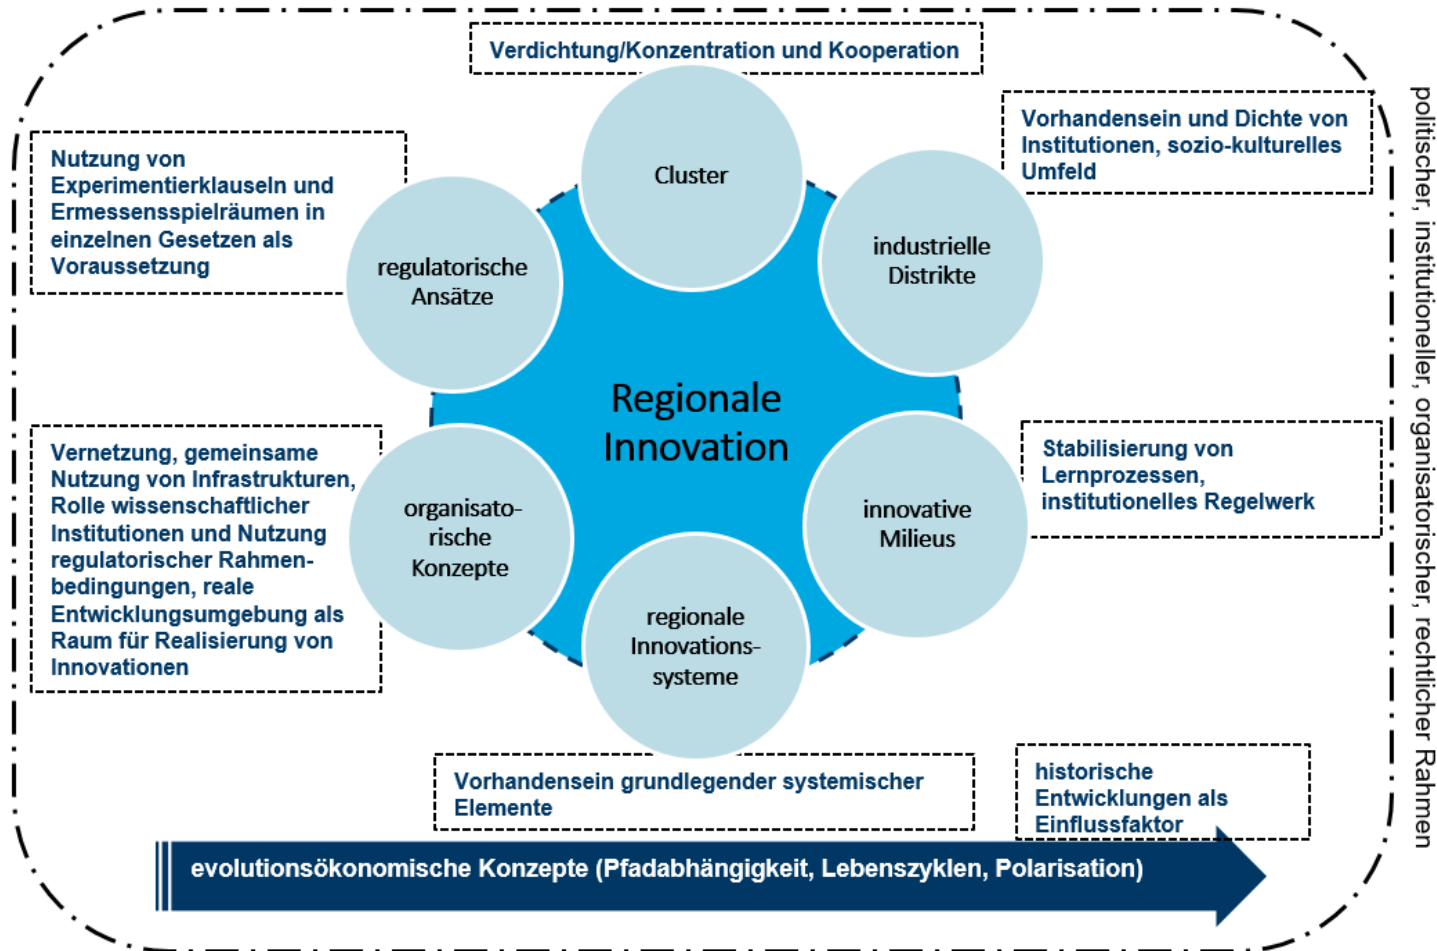 Verdichtung/Konzentration und Kooperation
Cluster
Vorhandensein und Dichte von
Institutionen, sozio-kulturelles
Umfeld
industrielle
Distrikte
Nutzung von
Experimentierklauseln und
Ermessensspielräumen in
einzelnen Gesetzen als
Voraussetzung
regulatorische
Ansätze
Regionale
Innovation
Vernetzung, gemeinsame
Nutzung von Infrastrukturen,
Rolle wissenschaftlicher
Institutionen und Nutzung
regulatorischer Rahmen-
bedingungen, reale
Entwicklungsumgebung als
Raum für Realisierung von
Innovationen
organisato-
rische
Konzepte
innovative
Milieus
Stabilisierung von
Lernprozessen,
institutionelles Regelwerk
regionale
Innovations-
systeme
Vorhandensein grundlegender systemischer
Elemente
historische
Entwicklungen als
Einflussfaktor
evolutionsökonomische Konzepte (Pfadabhängigkeit, Lebenszyklen, Polarisation)
politischer, institutioneller, organisatorischer, rechtlicher Rahmen